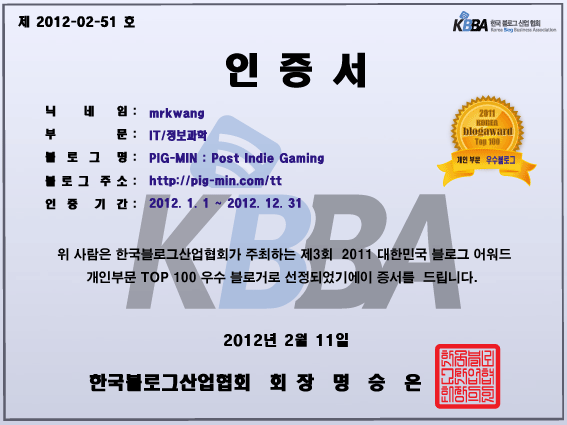 제 2012-02-51 호
KBBA 한국 블로그 산업 협회
Korea Blog Business Association
인 증 서
닉 네 임 : mrkwang
부 문 : IT/정보과학
블 로 그 명 : PIG-MIN : Post Indie Gaming
블 로 그 주 소 : http://pig-min.com/tt
인 증 기 간 : 2012. 1. 1 ~ 2012. 12. 31
2011
KOREA
blogaward
Top 100
개인 부문 우수블로그
KBBA
위 사람은 한국블로그산업협회가 주최하는 제3회 2011 대한민국 블로그 어워드
개인부문 TOP 100 우수 블로거로 선정되었기에이 증서를 드립니다.
2012년 2월 11일
한국블로그산업협회 회 장 명 승 은